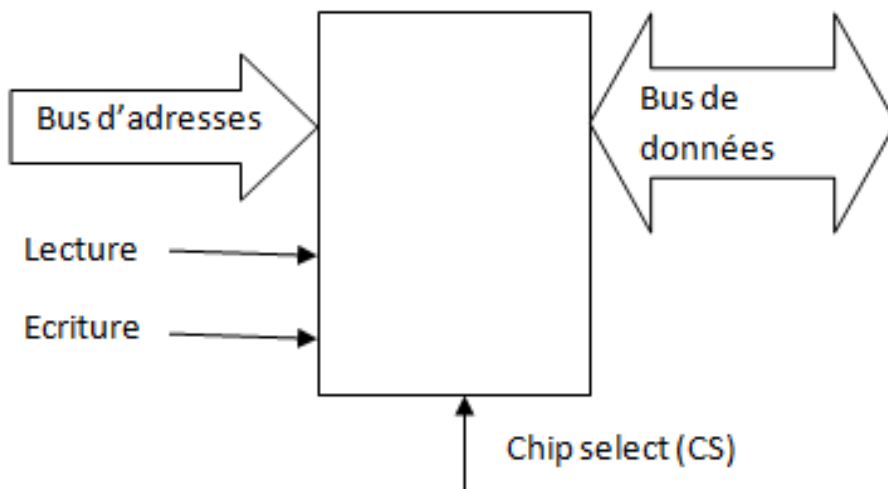 Bus d’adresses
Bus de
données
Lecture
Ecriture
Chip select (CS)